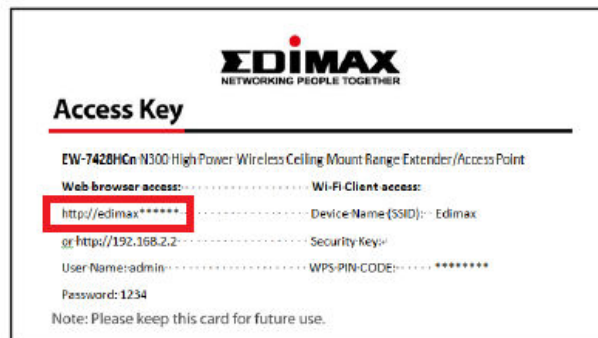 EDIMAX
NETWORKING PEOPLE TOGETHER
Access Key
EW-7428HCn N300 High Power Wireless Ceiling Mount Range Extender/Access Point
Web browser access: Wi-Fi Client access:
http://edimax****** Device Name (SSID): Edimax
or http://192.168.2.2 Security Key:
User Name: admin WPS-PIN-CODE: ********
Password: 1234
Note: Please keep this card for future use.